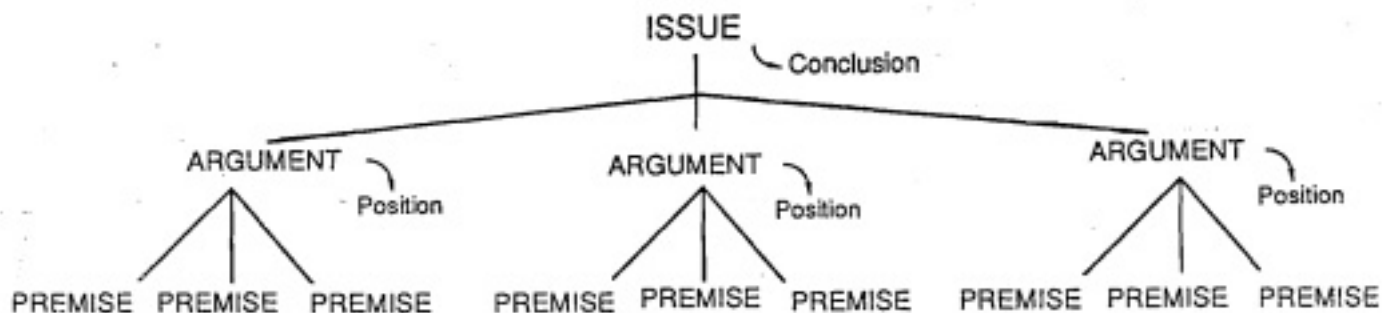 ISSUE
Conclusion
ARGUMENT
Position
ARGUMENT
Position
ARGUMENT
Position
PREMISE PREMISE PREMISE
PREMISE PREMISE PREMISE
PREMISE PREMISE PREMISE